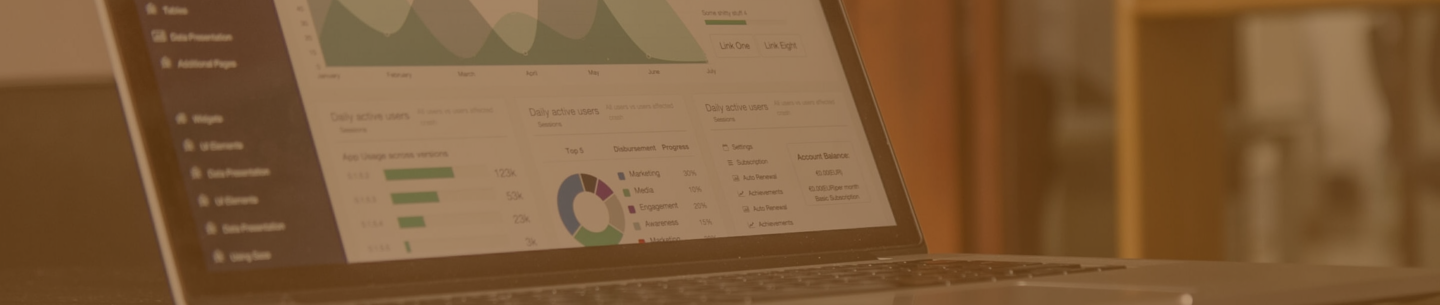 Tables
Data Presentation
Additional Pages
Widgets
UI Elements
Data Presentation
UI Elements
Data Presentation
January February March April May June July
Some entry stuff
Link One Link Eight
Daily active users
Sessions
App Usage across versions
123k
53k
23k
3k
Daily active users
Sessions
Top 5 Disbursement Progress
Marketing 30%
Media 15%
Engagement 25%
Awareness 15%
Daily active users
Sessions
Settings
Subscription
Auto Renewal
Achievements
Auto Renewal
Achievements
Account Balance:
Basic Subscription